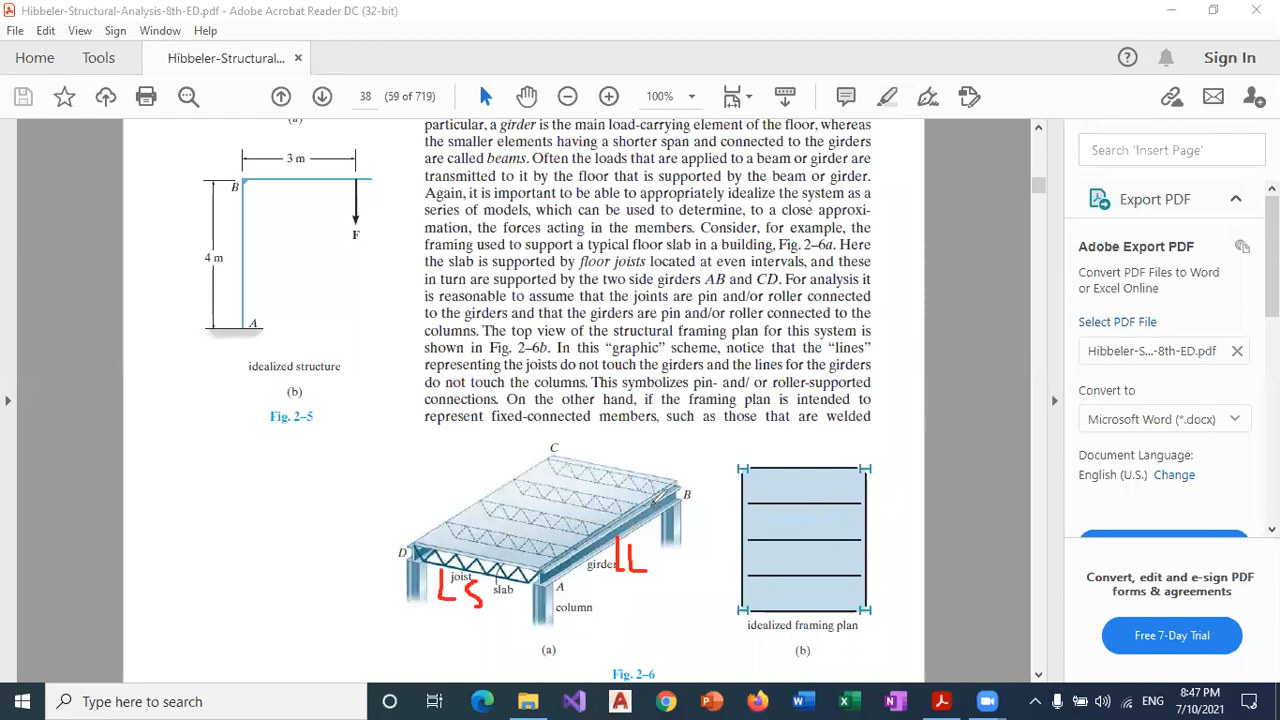 Hibbeler-Structural-Analysis-8th-ED.pdf - Adobe Acrobat Reader DC (32-bit)
File Edit View Sign Window Help
Home Tools Hibbeler-Structural... × Sign In
38 (59 of 719) 100%
(a)
3 m
B
F
4 m
A
idealized structure
(b)
Fig. 2–5
particular, a girder is the main load-carrying element of the floor, whereas
the smaller elements having a shorter span and connected to the girders
are called beams. Often the loads that are applied to a beam or girder are
transmitted to it by the floor that is supported by the beam or girder.
Again, it is important to be able to appropriately idealize the system as a
series of models, which can be used to determine, to a close approxi-
mation, the forces acting in the members. Consider, for example, the
framing used to support a typical floor slab in a building, Fig. 2–6a. Here
the slab is supported by floor joists located at even intervals, and these
in turn are supported by the two side girders AB and CD. For analysis it
is reasonable to assume that the joints are pin and/or roller connected
to the girders and that the girders are pin and/or roller connected to the
columns. The top view of the structural framing plan for this system is
shown in Fig. 2–6b. In this “graphic” scheme, notice that the “lines”
representing the joists do not touch the girders and the lines for the girders
do not touch the columns. This symbolizes pin- and/ or roller-supported
connections. On the other hand, if the framing plan is intended to
represent fixed-connected members, such as those that are welded
C
B
D
girder
LL
joist
LS
slab
A
column
(a)
idealized framing plan
(b)
Fig. 2–6
Search 'Insert Page'
Export PDF
Adobe Export PDF
Convert PDF Files to Word
or Excel Online
Select PDF File
Hibbeler-S...-8th-ED.pdf ×
Convert to
Microsoft Word (*.docx)
Document Language:
English (U.S.) Change
Convert, edit and e-sign PDF
forms & agreements
Free 7-Day Trial
Type here to search
ENG
8:47 PM
7/10/2021